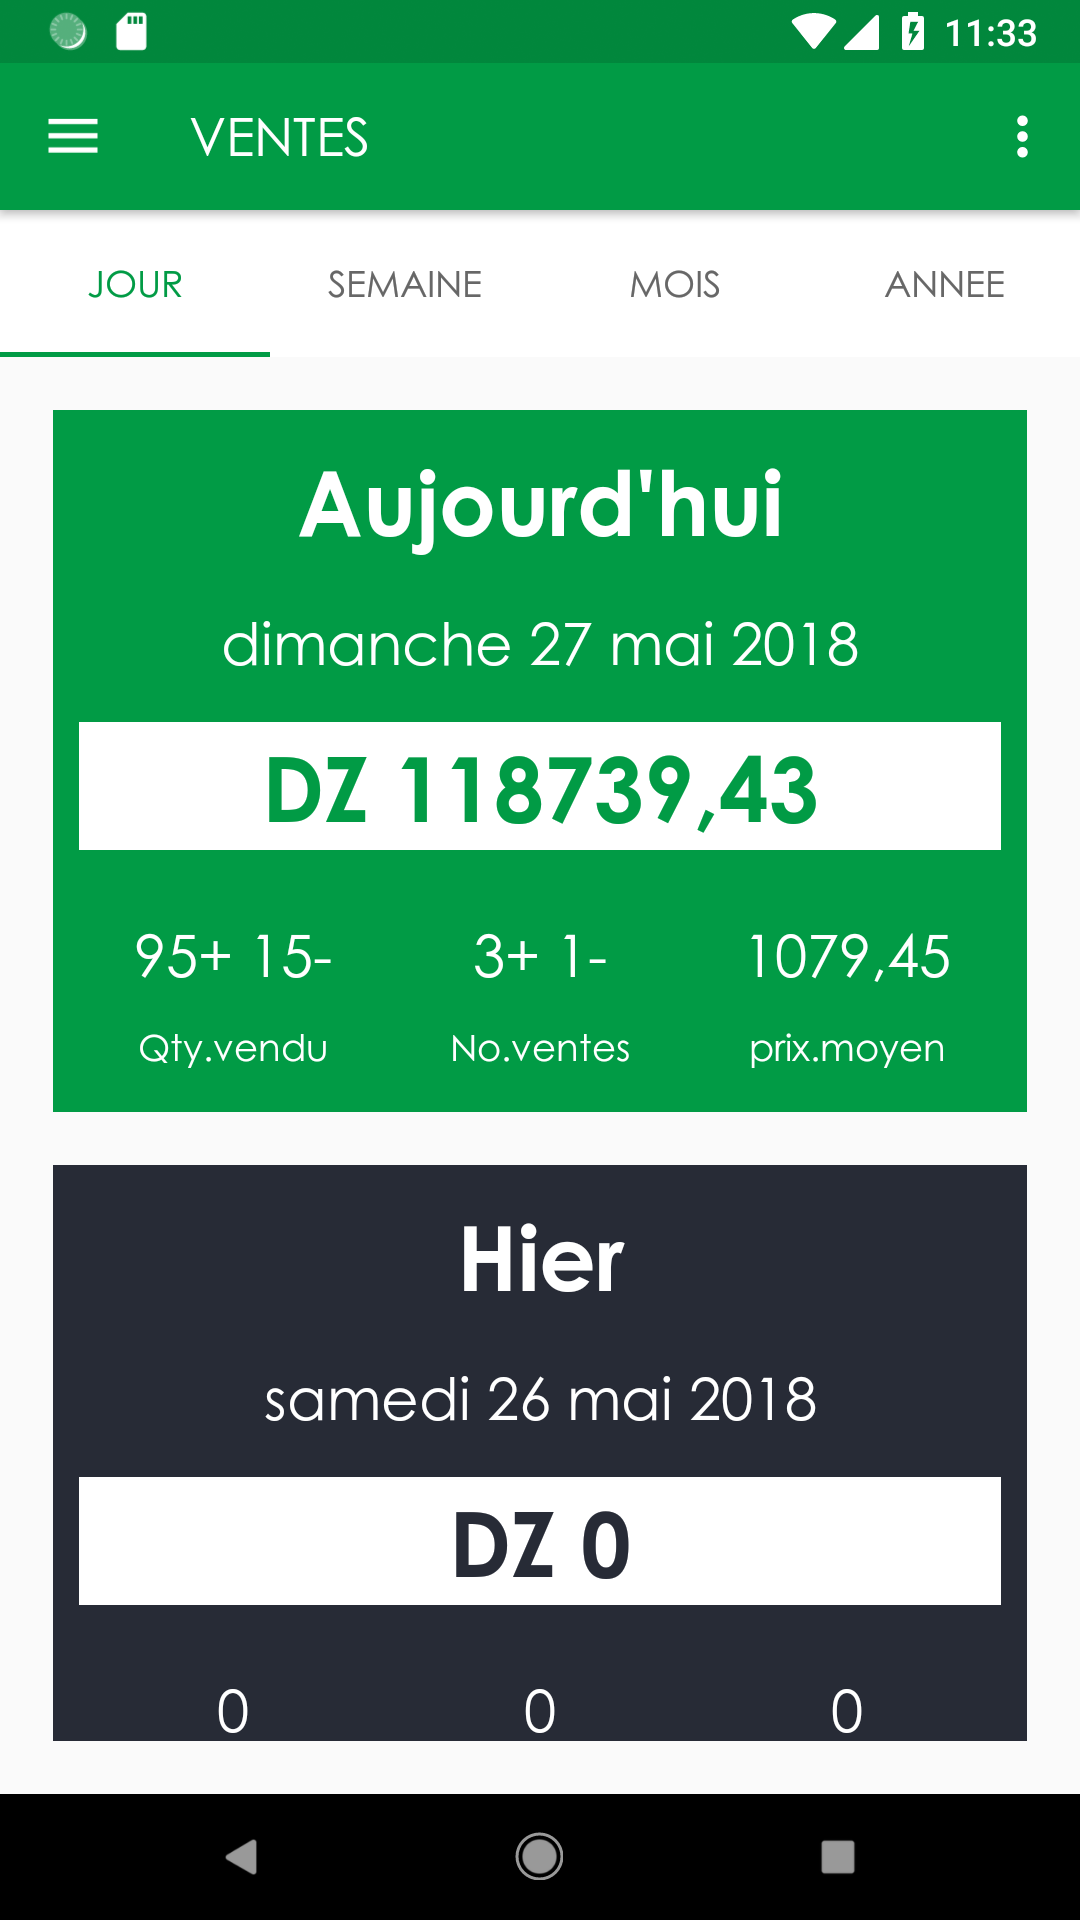 11:33
VENTES
JOUR SEMAINE MOIS ANNEE
Aujourd'hui
dimanche 27 mai 2018
DZ 118739,43
95+ 15- 3+ 1- 1079,45
Qty.vendu No.ventes prix.moyen
Hier
samedi 26 mai 2018
DZ 0
0 0 0